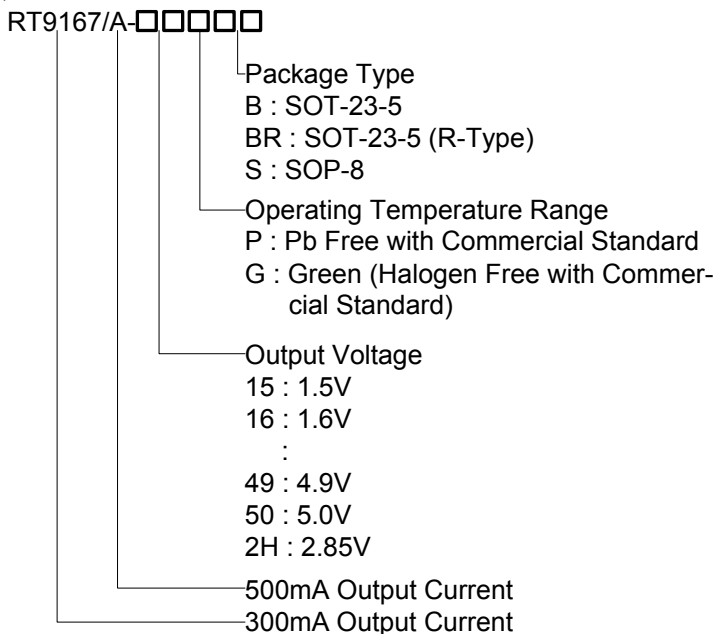 RT9167/A-□□□□□
Package Type
B : SOT-23-5
BR : SOT-23-5 (R-Type)
S : SOP-8
Operating Temperature Range
P : Pb Free with Commercial Standard
G : Green (Halogen Free with Commer-
cial Standard)
Output Voltage
15 : 1.5V
16 : 1.6V
:
49 : 4.9V
50 : 5.0V
2H : 2.85V
500mA Output Current
300mA Output Current